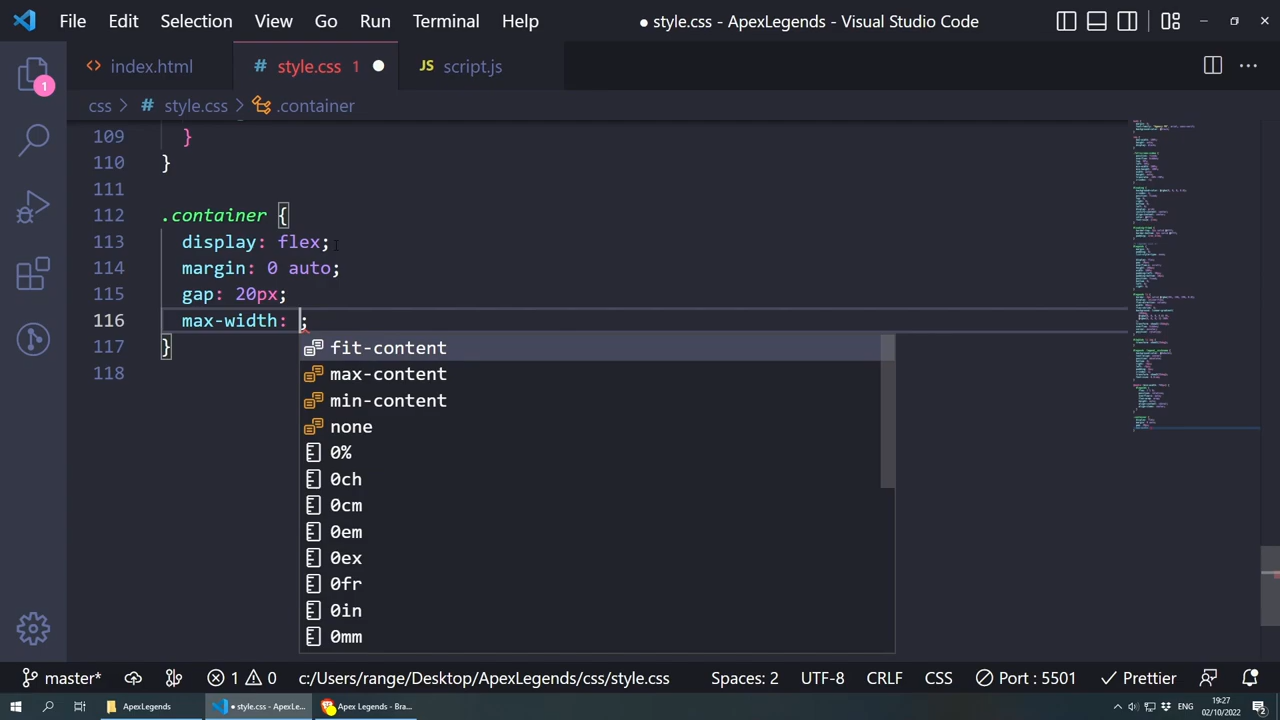 File Edit Selection View Go Run Terminal Help ● style.css - ApexLegends - Visual Studio Code
1
<> index.html # style.css 1 JS script.js
css > # style.css > .container
109 }
110 }
111
112 .container {
113 display: flex;
114 margin: 0 auto;
115 gap: 20px;
116 max-width: ;
117 }
118
fit-content
max-content
min-content
none
0%
0ch
0cm
0em
0ex
0fr
0in
0mm
master* 1 0 c:/Users/range/Desktop/ApexLegends/css/style.css Spaces: 2 UTF-8 CRLF CSS Port : 5501 Prettier
ApexLegends ● style.css - ApexLe... Apex Legends - Bra... ENG 19:27
02/10/2022 2